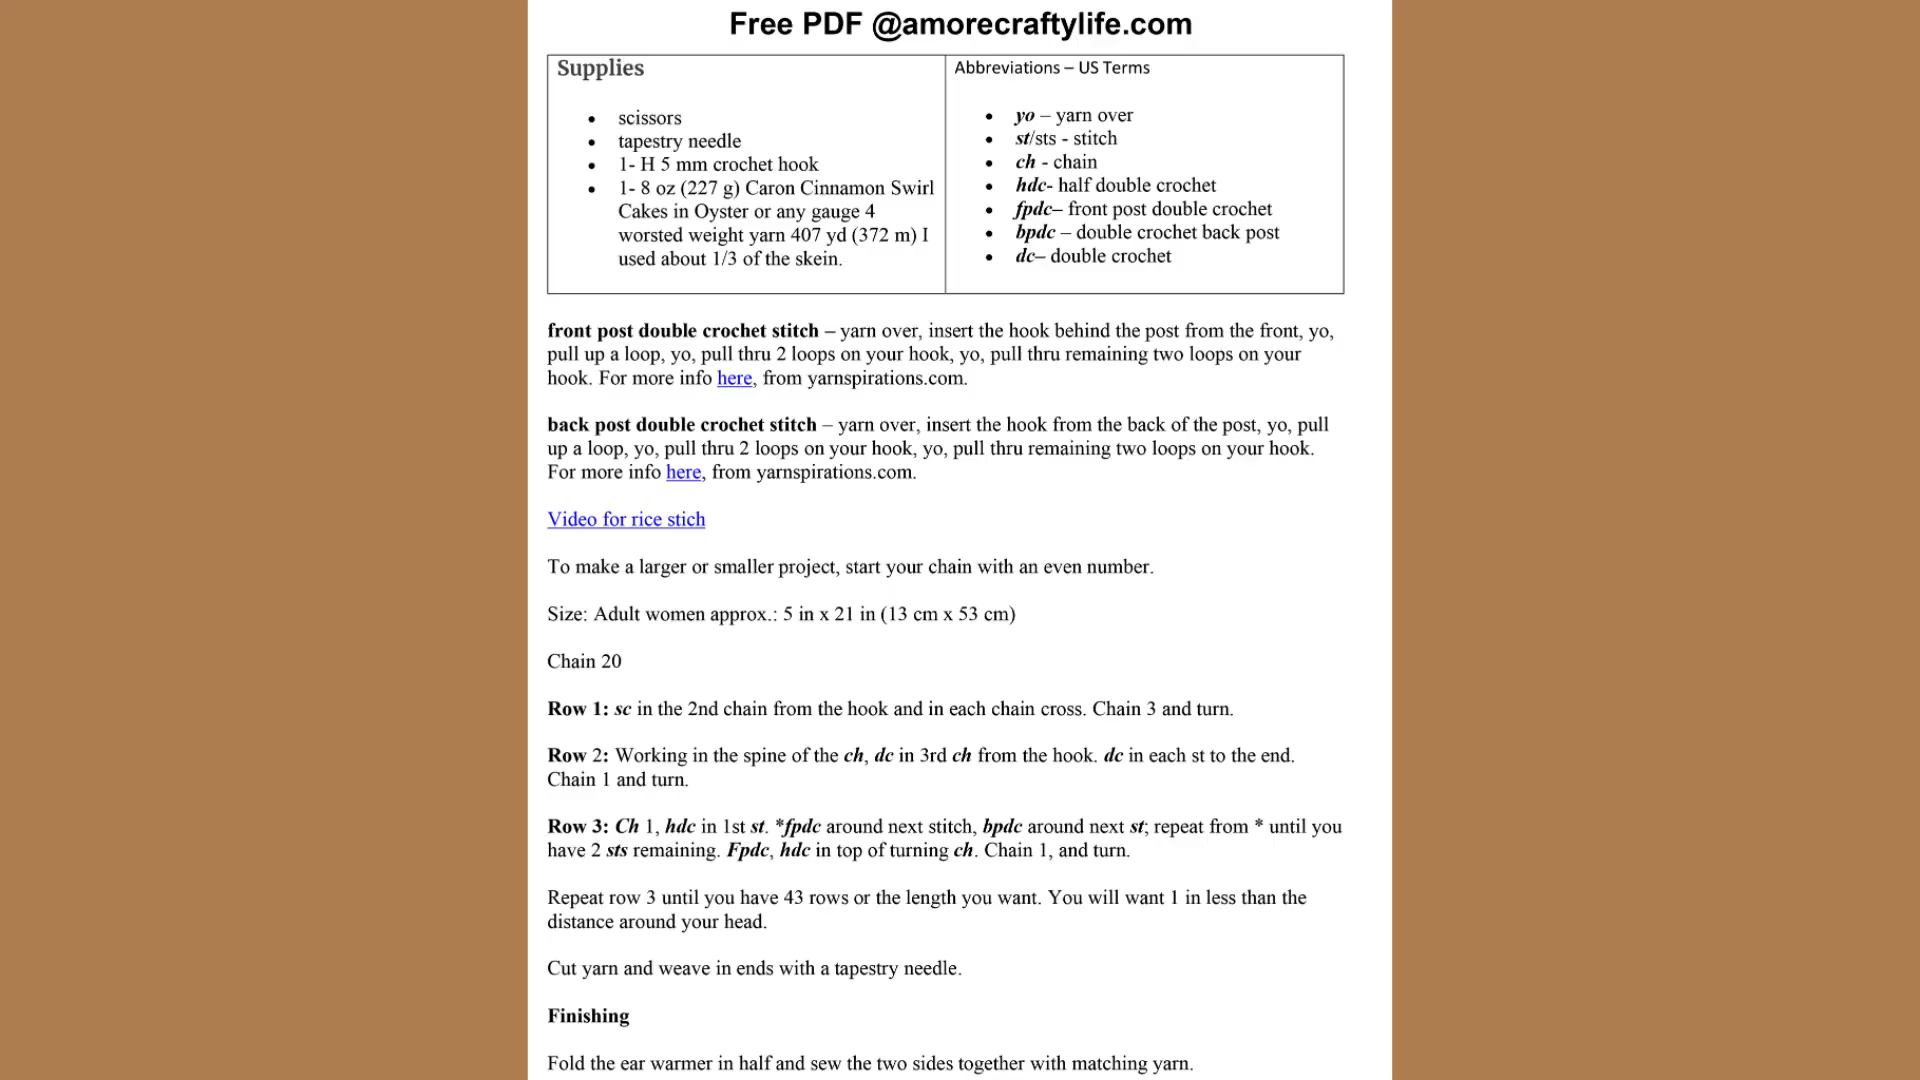 Free PDF @amorecraftylife.com
Supplies
• scissors
• tapestry needle
• 1- H 5 mm crochet hook
• 1- 8 oz (227 g) Caron Cinnamon Swirl
Cakes in Oyster or any gauge 4
worsted weight yarn 407 yd (372 m) I
used about 1/3 of the skein.
Abbreviations – US Terms
• yo – yarn over
• st/sts - stitch
• ch - chain
• hdc- half double crochet
• fpdc– front post double crochet
• bpdc – double crochet back post
• dc– double crochet
front post double crochet stitch – yarn over, insert the hook behind the post from the front, yo,
pull up a loop, yo, pull thru 2 loops on your hook, yo, pull thru remaining two loops on your
hook. For more info here, from yarnspirations.com.
back post double crochet stitch – yarn over, insert the hook from the back of the post, yo, pull
up a loop, yo, pull thru 2 loops on your hook, yo, pull thru remaining two loops on your hook.
For more info here, from yarnspirations.com.
Video for rice stich
To make a larger or smaller project, start your chain with an even number.
Size: Adult women approx.: 5 in x 21 in (13 cm x 53 cm)
Chain 20
Row 1: sc in the 2nd chain from the hook and in each chain cross. Chain 3 and turn.
Row 2: Working in the spine of the ch, dc in 3rd ch from the hook. dc in each st to the end.
Chain 1 and turn.
Row 3: Ch 1, hdc in 1st st. *fpdc around next stitch, bpdc around next st; repeat from * until you
have 2 sts remaining. Fpdc, hdc in top of turning ch. Chain 1, and turn.
Repeat row 3 until you have 43 rows or the length you want. You will want 1 in less than the
distance around your head.
Cut yarn and weave in ends with a tapestry needle.
Finishing
Fold the ear warmer in half and sew the two sides together with matching yarn.